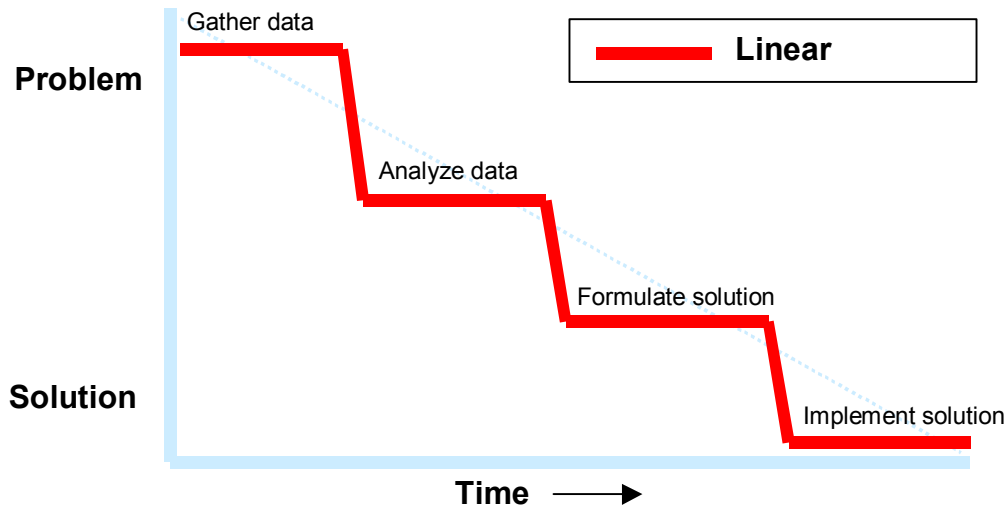 Gather data
Linear
Problem
Analyze data
Formulate solution
Solution
Implement solution
Time